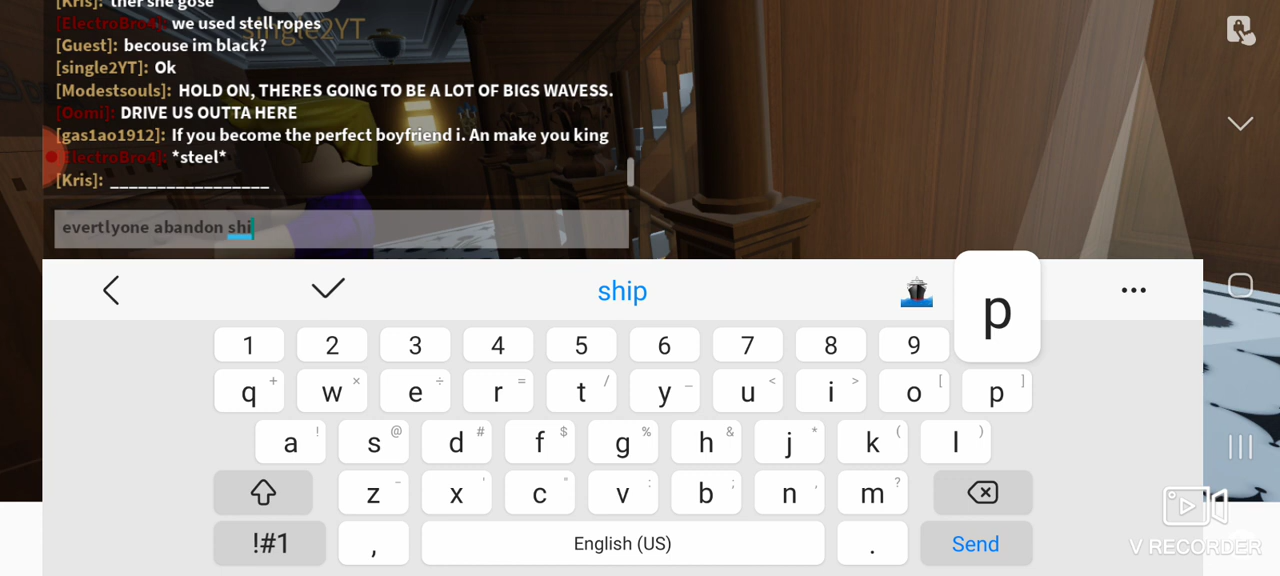 [Kris]: ther she gose
[ElectroBro4]: we used stell ropes
single2YT
[Guest]: becouse im black?
[single2YT]: Ok
[Modestsouls]: HOLD ON, THERES GOING TO BE A LOT OF BIGS WAVESS.
[Oomi]: DRIVE US OUTTA HERE
[gas1ao1912]: If you become the perfect boyfriend i. An make you king
ElectroBro4]: *steel*
[Kris]: _________________
evertlyone abandon shi
ship
p
1 2 3 4 5 6 7 8 9
q + w × e ÷ r = t / y _ u < i > o [ p ]
a ! s @ d # f $ g % h & j * k ( l )
z - x ' c " v : b ; n , m ?
!#1 , English (US) . Send
V RECORDER